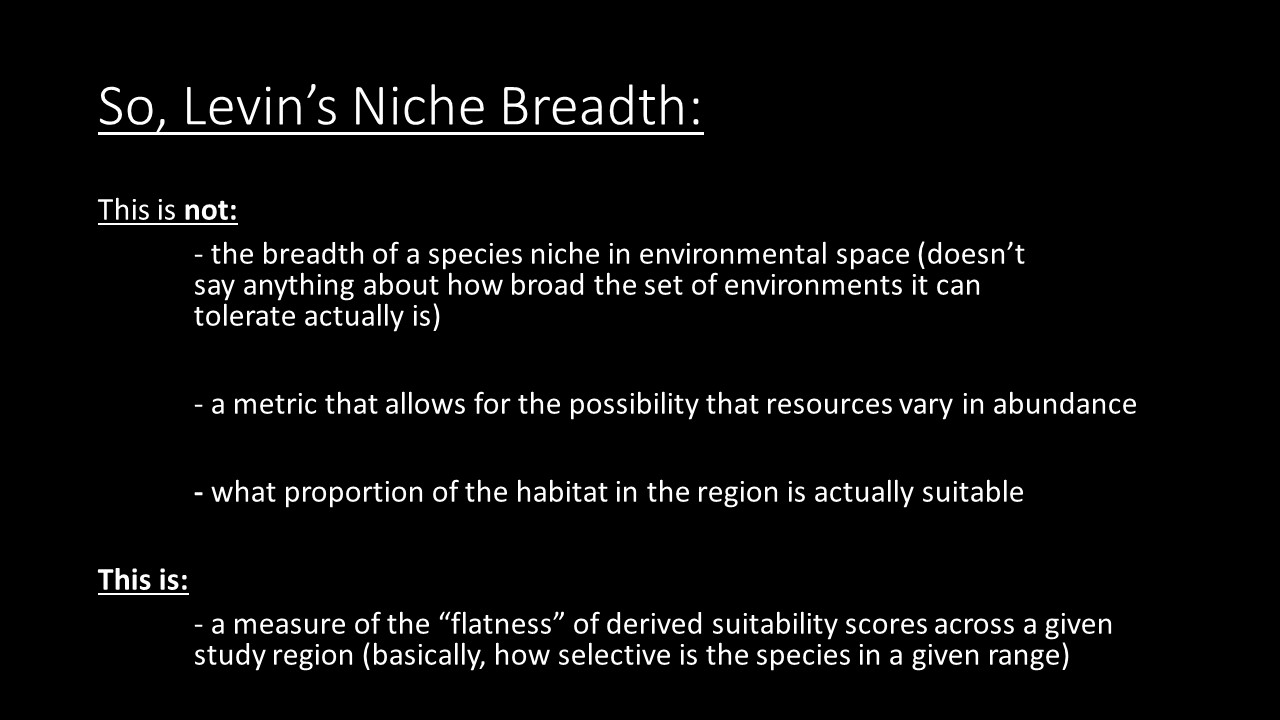 So, Levin’s Niche Breadth:
This is not:
- the breadth of a species niche in environmental space (doesn’t
say anything about how broad the set of environments it can
tolerate actually is)
- a metric that allows for the possibility that resources vary in abundance
- what proportion of the habitat in the region is actually suitable
This is:
- a measure of the “flatness” of derived suitability scores across a given
study region (basically, how selective is the species in a given range)